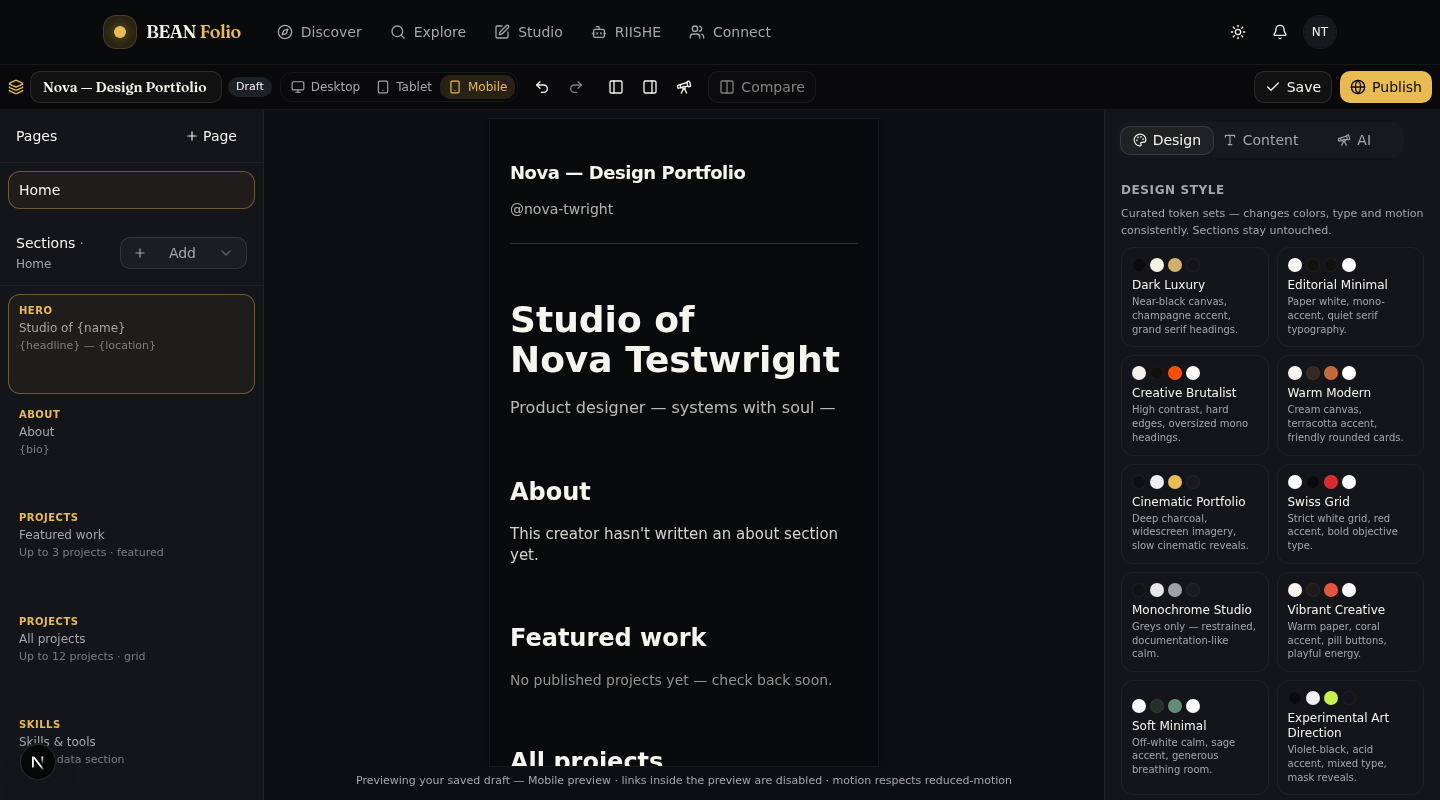 BEAN Folio
Discover
Explore
Studio
RIISHE
Connect
NT
Nova — Design Portfolio
Draft
Desktop
Tablet
Mobile
Compare
Save
Publish
Pages
Page
Home
Sections ·
Home
Add
HERO
Studio of {name}
{headline} — {location}
ABOUT
About
{bio}
PROJECTS
Featured work
Up to 3 projects · featured
PROJECTS
All projects
Up to 12 projects · grid
SKILLS
Skills & tools
data section
N
Nova — Design Portfolio
@nova-twright
Studio of
Nova Testwright
Product designer — systems with soul —
About
This creator hasn't written an about section
yet.
Featured work
No published projects yet — check back soon.
All projects
Previewing your saved draft — Mobile preview · links inside the preview are disabled · motion respects reduced-motion
Design
Content
AI
DESIGN STYLE
Curated token sets — changes colors, type and motion
consistently. Sections stay untouched.
Dark Luxury
Near-black canvas,
champagne accent,
grand serif headings.
Editorial Minimal
Paper white, mono-
accent, quiet serif
typography.
Creative Brutalist
High contrast, hard
edges, oversized mono
headings.
Warm Modern
Cream canvas,
terracotta accent,
friendly rounded cards.
Cinematic Portfolio
Deep charcoal,
widescreen imagery,
slow cinematic reveals.
Swiss Grid
Strict white grid, red
accent, bold objective
type.
Monochrome Studio
Greys only — restrained,
documentation-like
calm.
Vibrant Creative
Warm paper, coral
accent, pill buttons,
playful energy.
Soft Minimal
Off-white calm, sage
accent, generous
breathing room.
Experimental Art
Direction
Violet-black, acid
accent, mixed type,
mask reveals.